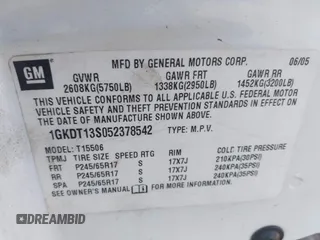 GM
MFD BY GENERAL MOTORS CORP. 06/05
GVWR GAWR FRT GAWR RR
2608KG(5750LB) 1338KG(2950LB) 1452KG(3200LB)
THIS VEHICLE CONFORMS TO ALL APPLICABLE U.S. FEDERAL MOTOR
VEHICLE SAFETY AND THEFT PREVENTION STANDARDS IN EFFECT ON
THE DATE OF MANUFACTURE SHOWN ABOVE.
1GKDT13S052378542 TYPE: M.P.V.
MODEL: T15506
TPMJ TIRE SIZE SPEED RTG RIM COLD TIRE PRESSURE
FRT P245/65R17 S 17X7J 210KPA(30PSI)
RR P245/65R17 S 17X7J 240KPA(35PSI)
SPA P245/65R17 S 17X7J 240KPA(35PSI)
SEE OWNER'S MANUAL FOR ADDITIONAL INFORMATION.
DREAMBID